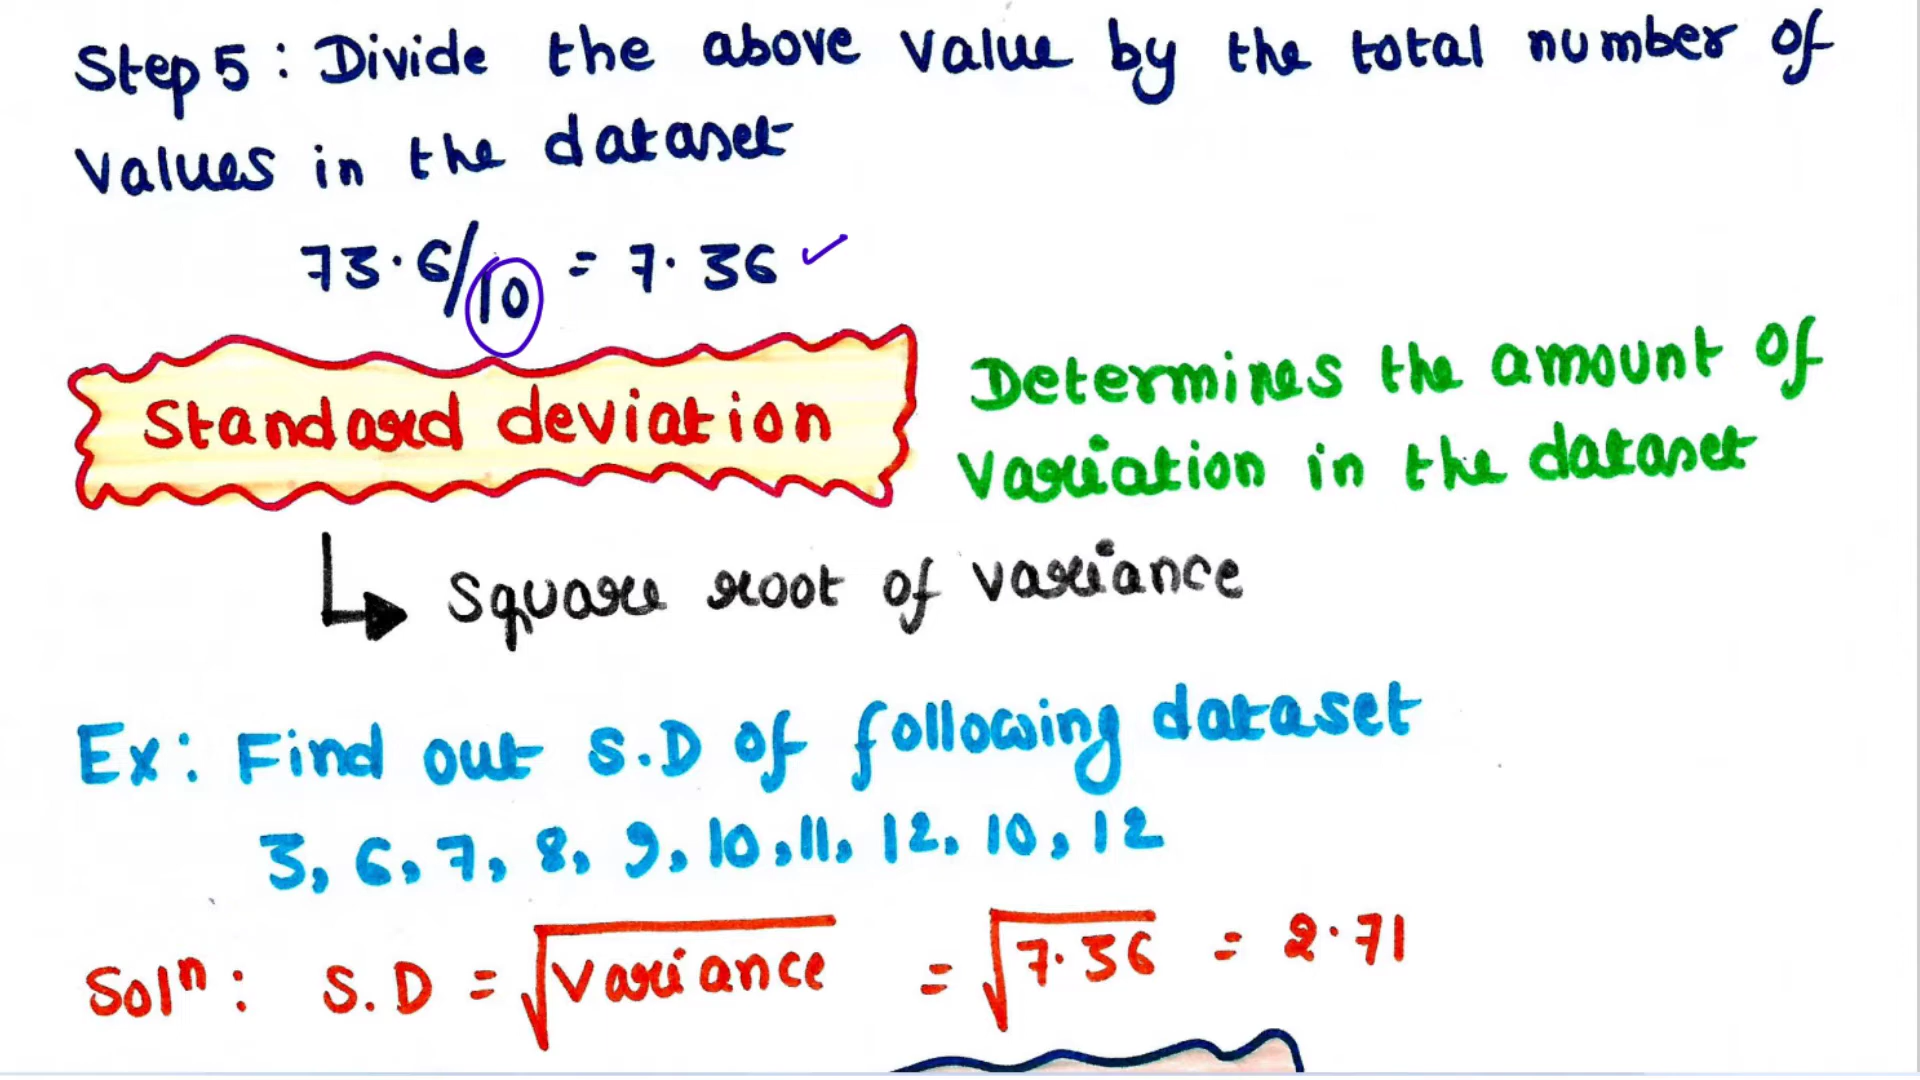 Step 5 : Divide the above value by the total number of
values in the dataset
73.6/10 = 7.36 ✓
Standard deviation
Determines the amount of
variation in the dataset
↳ Square root of variance
Ex: Find out S.D of following dataset
3, 6, 7, 8, 9, 10, 11, 12, 10, 12
Solⁿ : S.D = √variance = √7.36 = 2.71